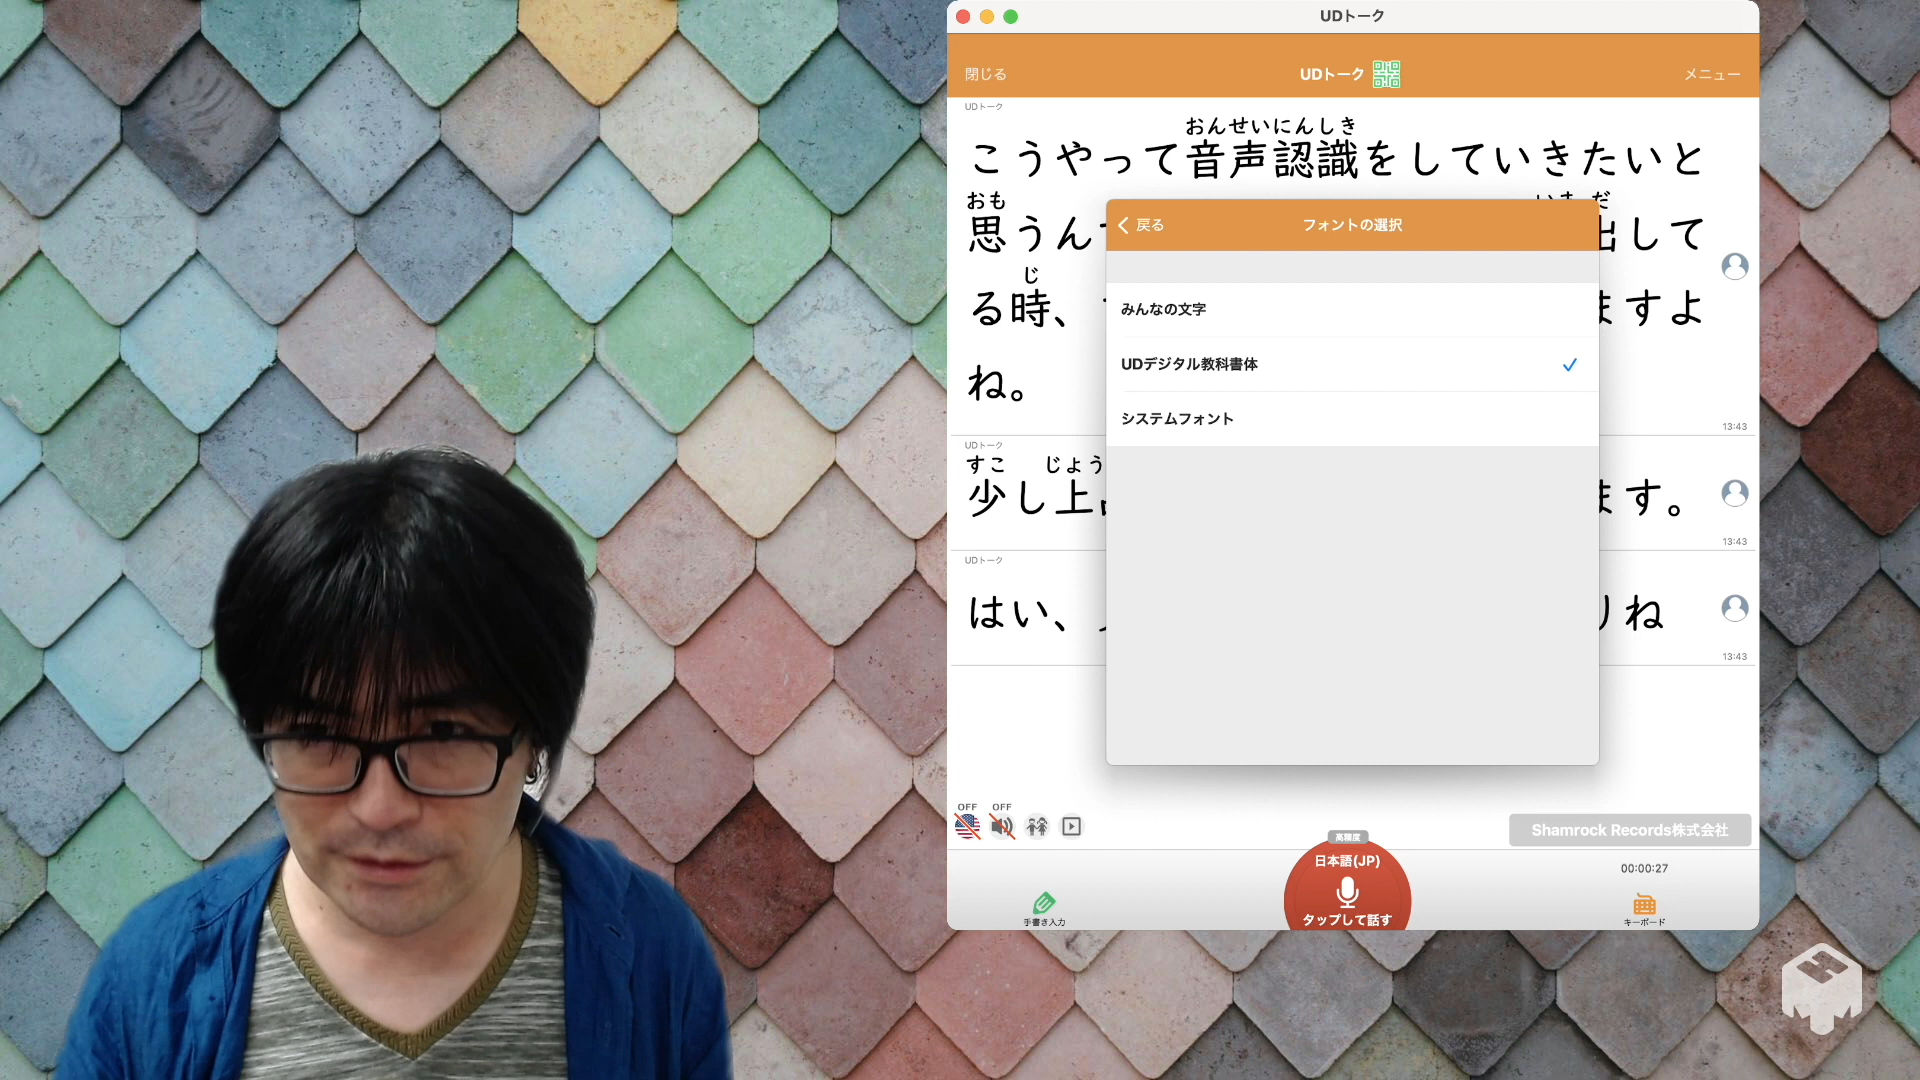 UDトーク
閉じる
UDトーク
メニュー
UDトーク
おんせいにんしき
こうやって音声認識をしていきたいと
おも
だ
思うん
出して
じ
る時、
ますよ
ね。
13:43
戻る
フォントの選択
みんなの文字
UDデジタル教科書体
システムフォント
UDトーク
すこ
じょう
少し上
ます。
13:43
UDトーク
はい、
りね
13:43
OFF
OFF
Shamrock Records株式会社
高精度
日本語(JP)
タップして話す
00:00:27
手書き入力
キーボード